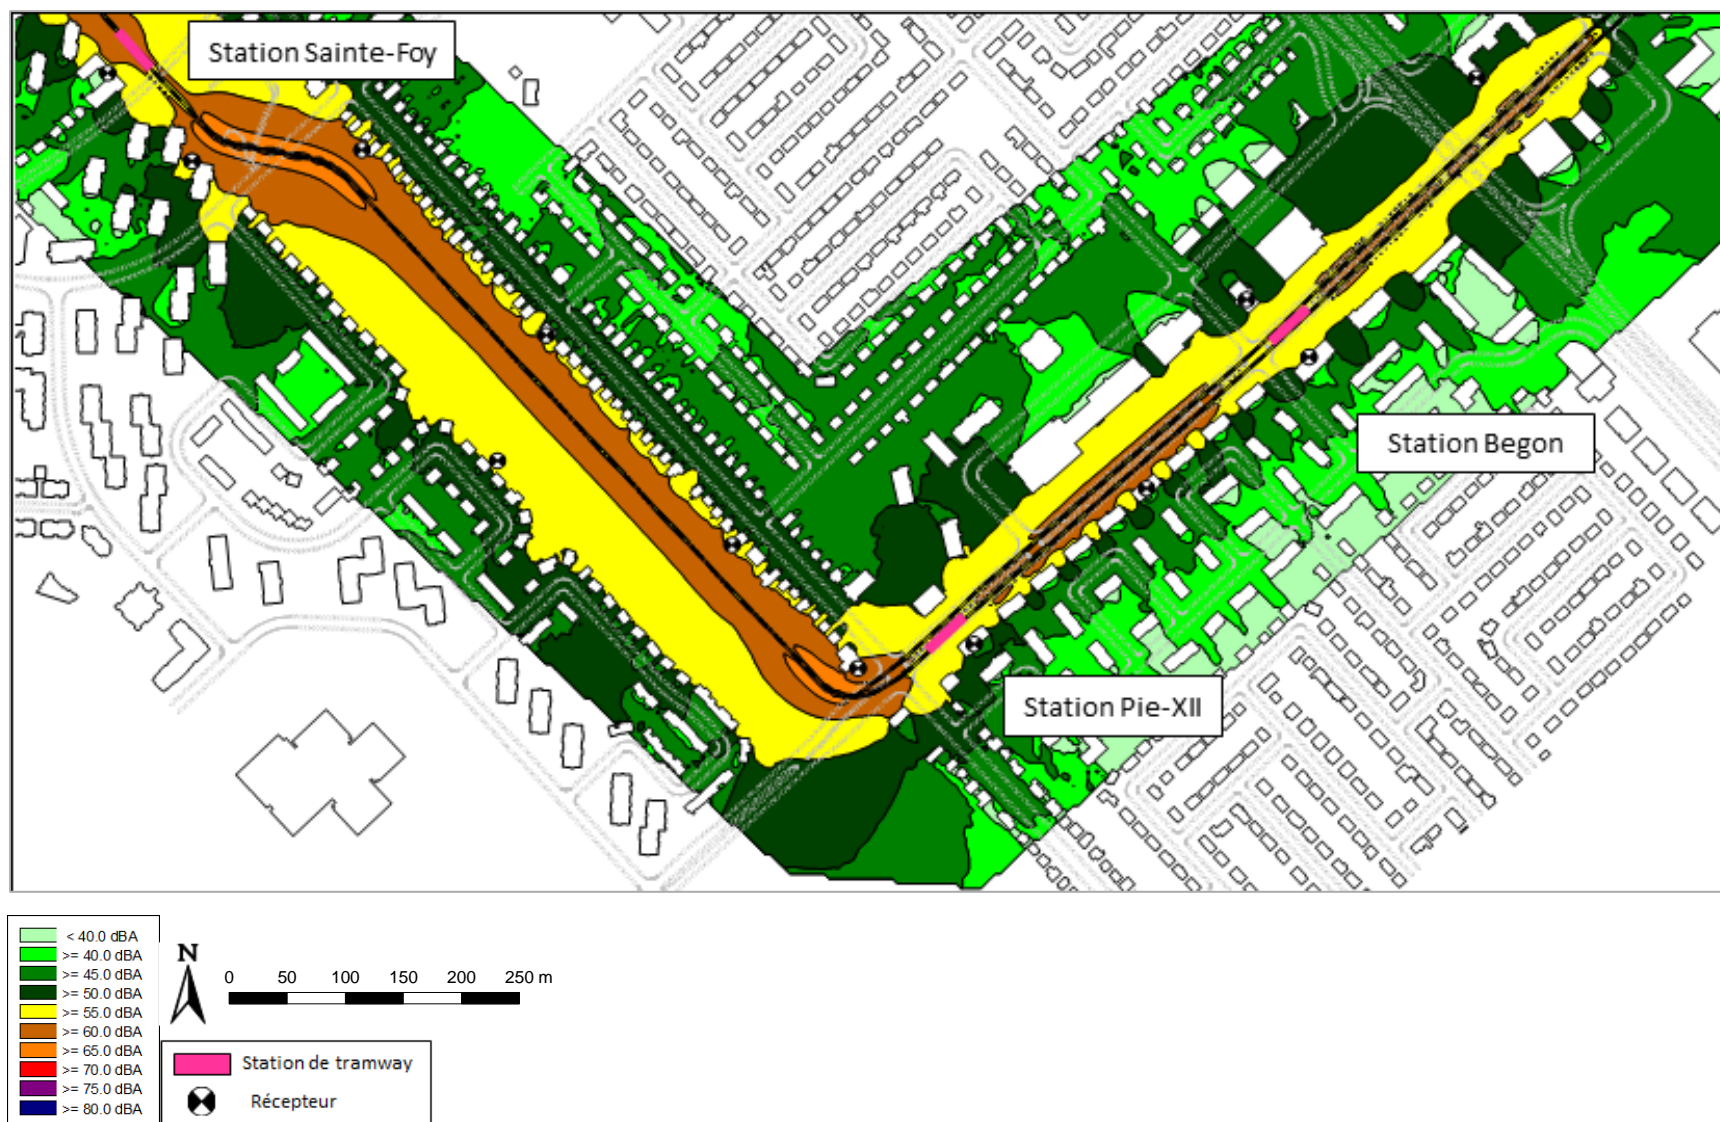 Station Sainte-Foy
Station Begon
Station Pie-XII
< 40.0 dBA
>= 40.0 dBA
>= 45.0 dBA
>= 50.0 dBA
>= 55.0 dBA
>= 60.0 dBA
>= 65.0 dBA
>= 70.0 dBA
>= 75.0 dBA
>= 80.0 dBA
N
0 50 100 150 200 250 m
Station de tramway
Récepteur